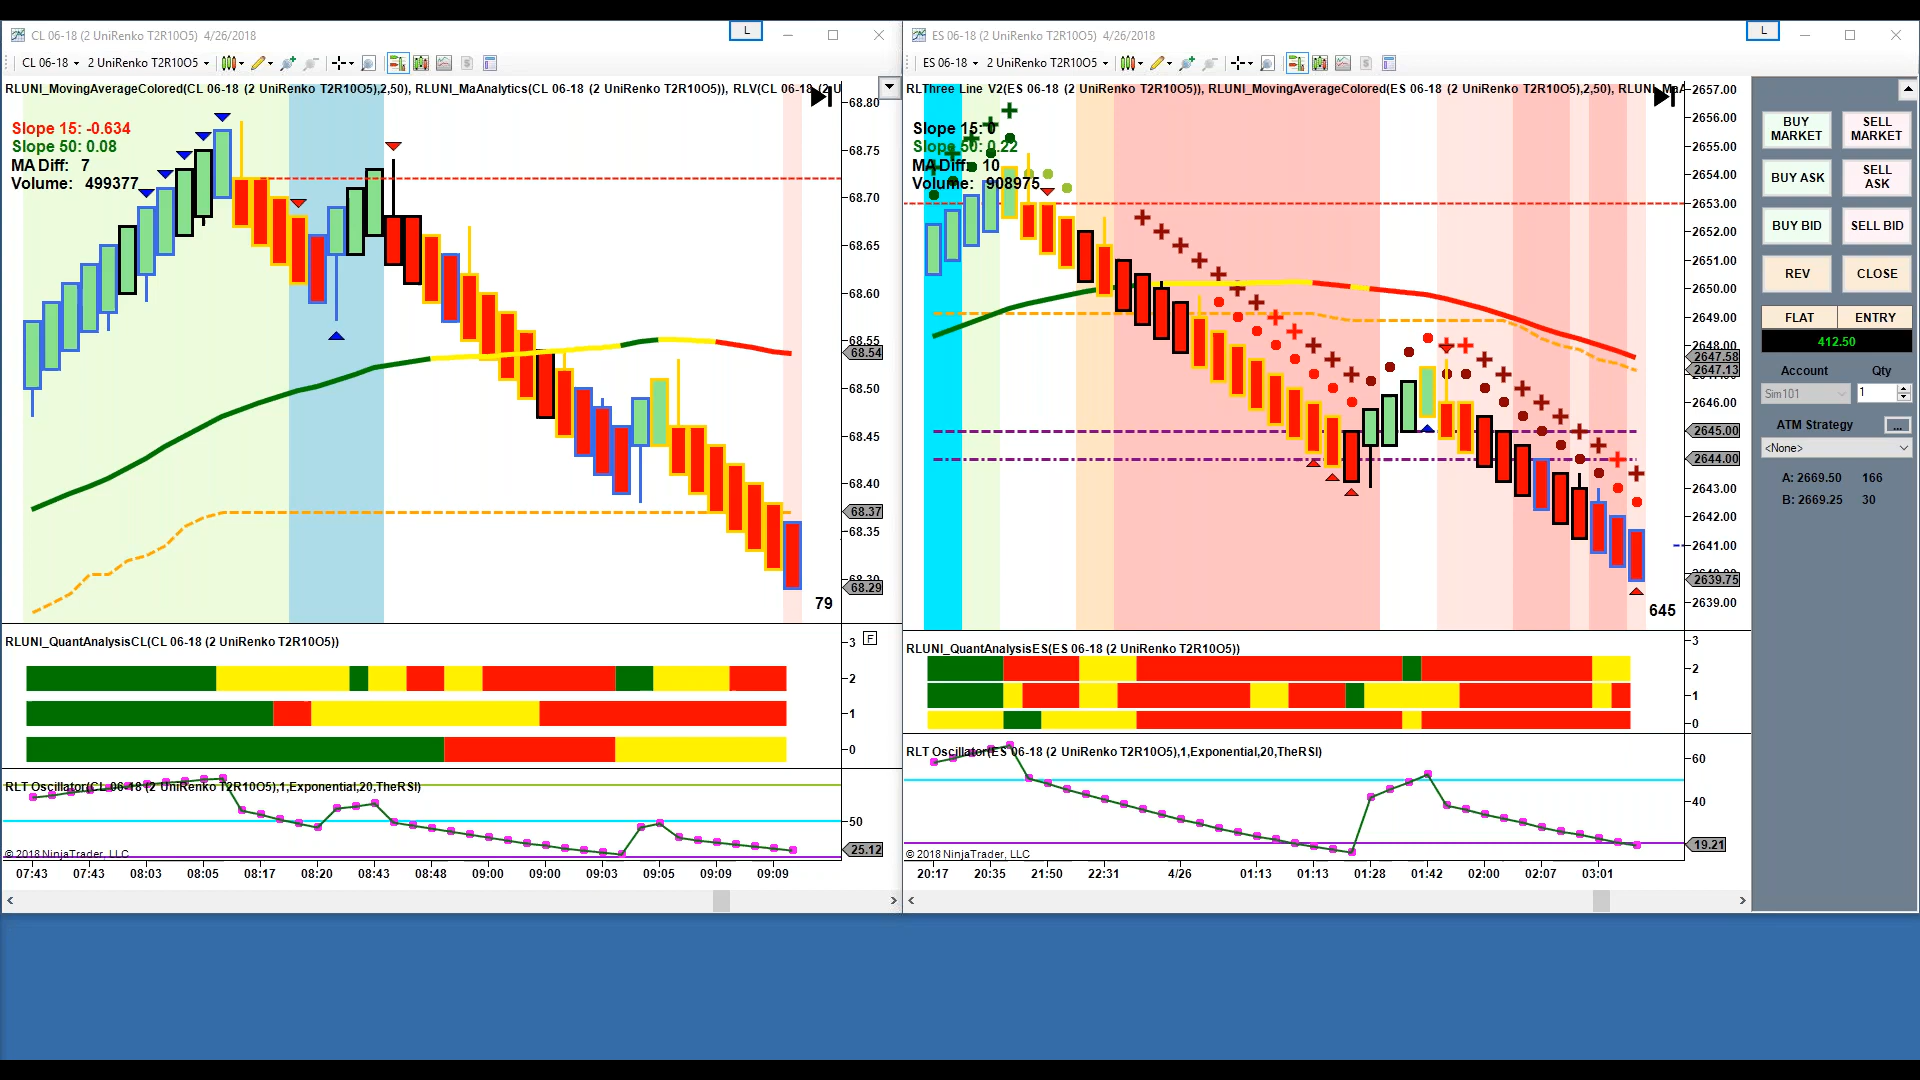 CL 06-18 (2 UniRenko T2R10O5)  4/26/2018
L
CL 06-18
2 UniRenko T2R10O5
RLUNI_MovingAverageColored(CL 06-18 (2 UniRenko T2R10O5),2,50), RLUNI_MaAnalytics(CL 06-18 (2 UniRenko T2R10O5)), RLV(CL 06-18 (2 U
Slope 15: -0.634
Slope 50: 0.08
MA Diff:  7
Volume:  499377
68.80
68.75
68.70
68.65
68.60
68.55
68.54
68.50
68.45
68.40
68.37
68.35
68.30
68.29
79
RLUNI_QuantAnalysisCL(CL 06-18 (2 UniRenko T2R10O5))
F
3
2
1
0
RLT Oscillator(CL 06-18 (2 UniRenko T2R10O5),1,Exponential,20,TheRSI)
50
25.12
© 2018 NinjaTrader, LLC
07:43 07:43 08:03 08:05 08:17 08:20 08:43 08:48 09:00 09:00 09:03 09:05 09:09 09:09
ES 06-18 (2 UniRenko T2R10O5)  4/26/2018
L
ES 06-18
2 UniRenko T2R10O5
RLThree Line V2(ES 06-18 (2 UniRenko T2R10O5)), RLUNI_MovingAverageColored(ES 06-18 (2 UniRenko T2R10O5),2,50), RLUNI_MaA
Slope 15: 0
Slope 50: 0.22
MA Diff:  10
Volume:  908975
2657.00
2656.00
2655.00
2654.00
2653.00
2652.00
2651.00
2650.00
2649.00
2648.00
2647.58
2647.13
2646.00
2645.00
2644.00
2643.00
2642.00
2641.00
2639.75
2639.00
645
RLUNI_QuantAnalysisES(ES 06-18 (2 UniRenko T2R10O5))
3
2
1
0
RLT Oscillator(ES 06-18 (2 UniRenko T2R10O5),1,Exponential,20,TheRSI)
60
40
19.21
© 2018 NinjaTrader, LLC
20:17 20:35 21:50 22:31 4/26 01:13 01:13 01:28 01:42 02:00 02:07 03:01
BUY MARKET
SELL MARKET
BUY ASK
SELL ASK
BUY BID
SELL BID
REV
CLOSE
FLAT
ENTRY
412.50
Account
Qty
Sim101
1
ATM Strategy
...
<None>
A: 2669.50 166
B: 2669.25 30